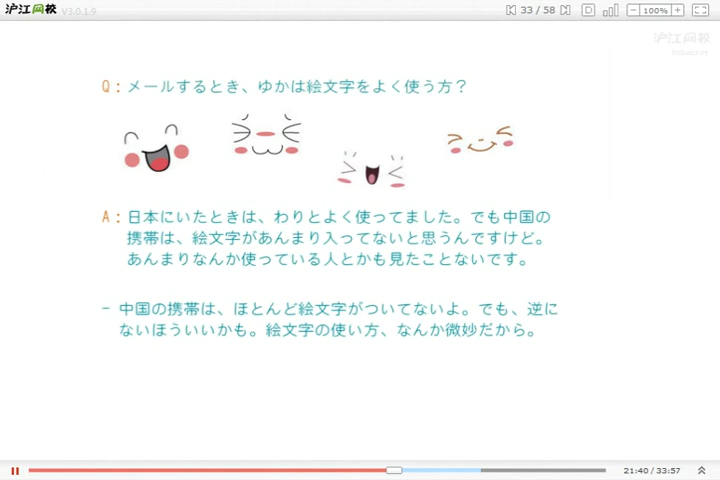 沪江网校 V3.0.1.9
33 / 58
100%
沪江网校
Q：メールするとき、ゆかは絵文字をよく使う方？
A：日本にいたときは、わりとよく使ってました。でも中国の
携帯は、絵文字があんまり入ってないと思うんですけど。
あんまりなんか使っている人とかも見たことないです。
- 中国の携帯は、ほとんど絵文字がついてないよ。でも、逆に
ないほういいかも。絵文字の使い方、なんか微妙だから。
21:40 / 33:57